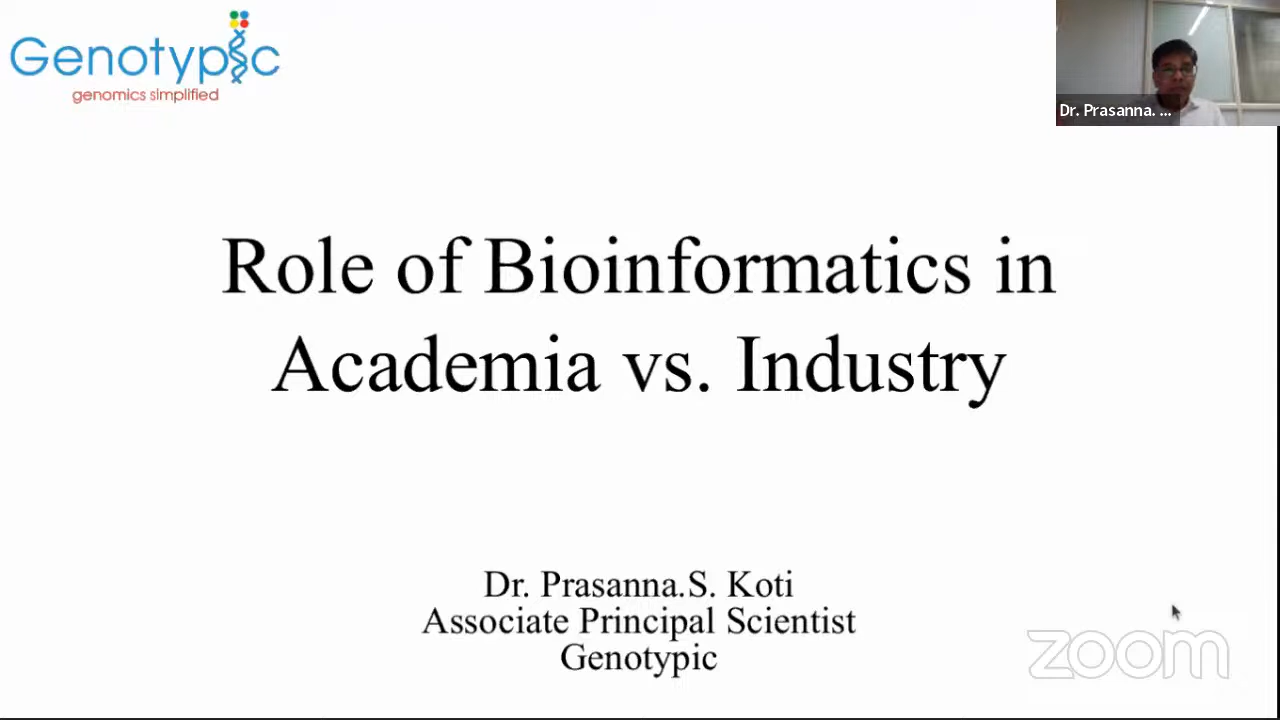 Genotypic
genomics simplified
Dr. Prasanna. ...
Role of Bioinformatics in
Academia vs. Industry
Dr. Prasanna.S. Koti
Associate Principal Scientist
Genotypic
zoom